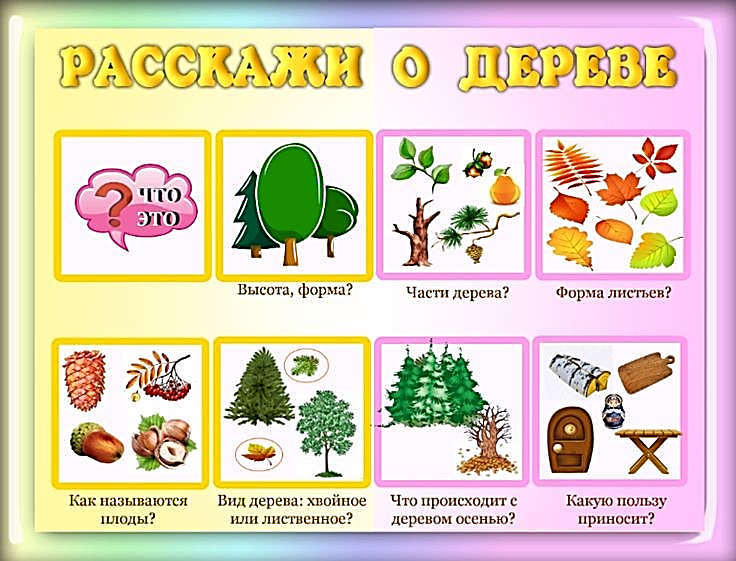 РАССКАЖИ О ДЕРЕВЕ
? ЧТО
ЭТО
Высота, форма?
Части дерева?
Форма листьев?
Как называются
плоды?
Вид дерева: хвойное
или лиственное?
Что происходит с
деревом осенью?
Какую пользу
приносит?